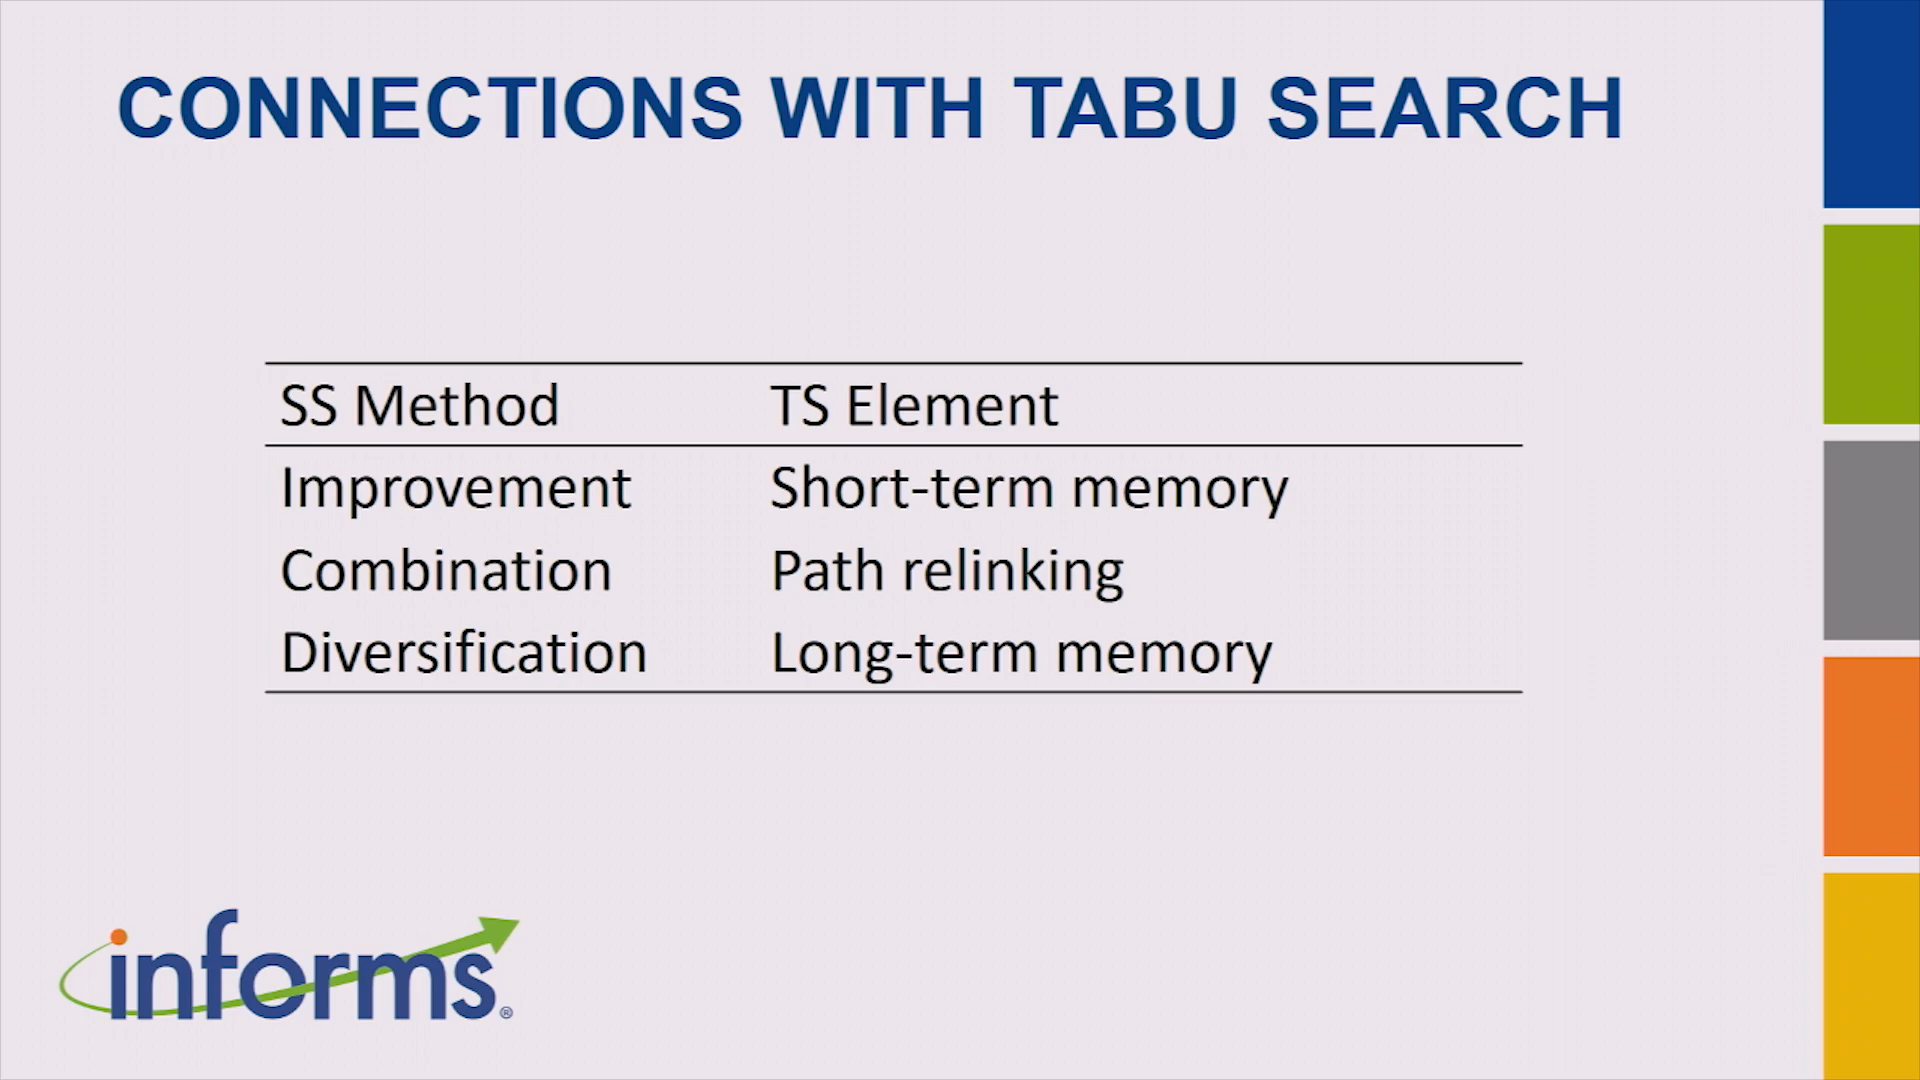 CONNECTIONS WITH TABU SEARCH
SS Method TS Element
Improvement Short-term memory
Combination Path relinking
Diversification Long-term memory
informs®